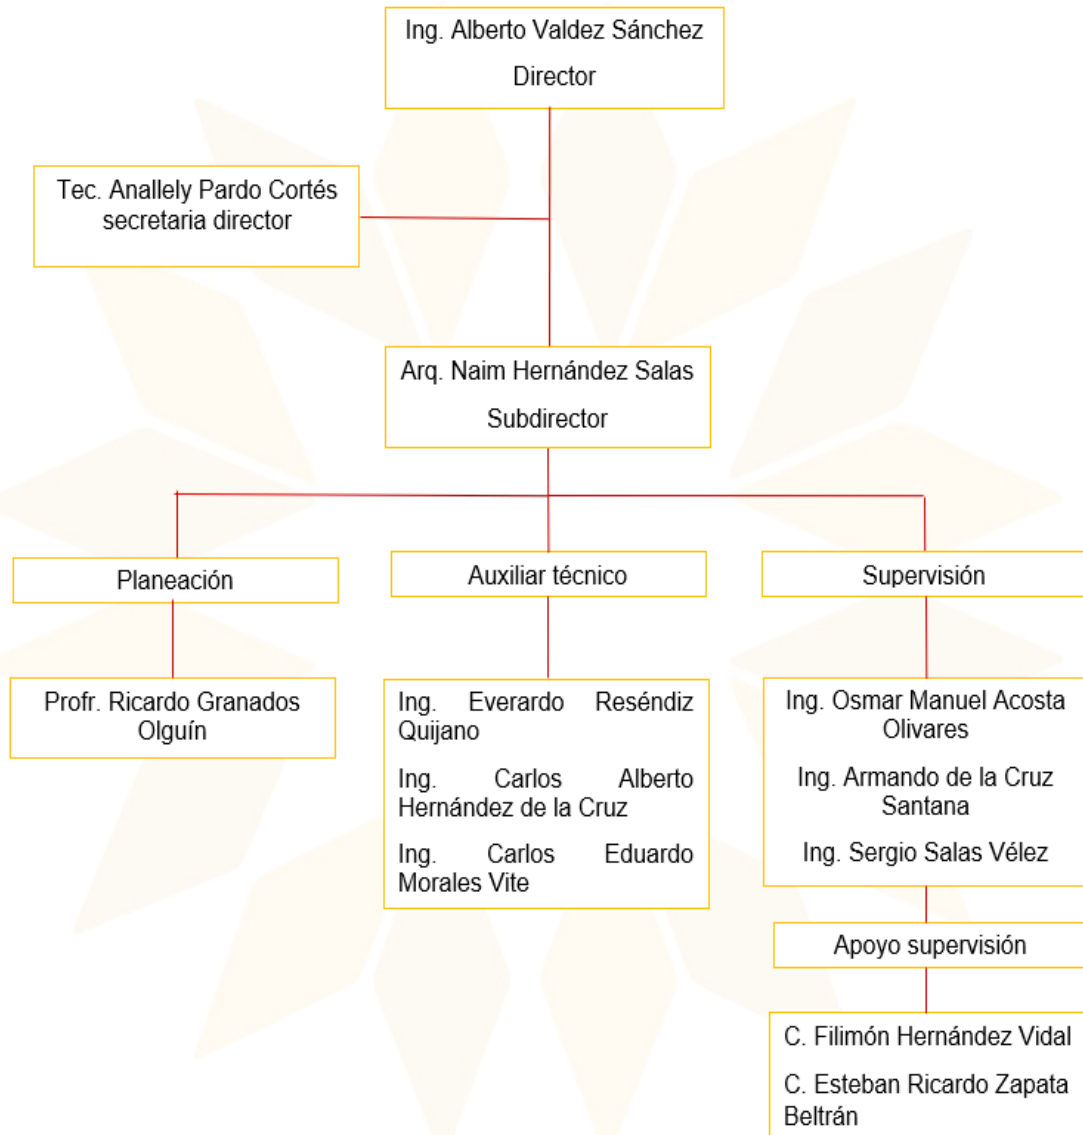 Ing. Alberto Valdez Sánchez
Director
Tec. Anallely Pardo Cortés
secretaria director
Arq. Naim Hernández Salas
Subdirector
Planeación
Auxiliar técnico
Supervisión
Profr. Ricardo Granados
Olguín
Ing. Everardo Reséndiz
Quijano
Ing. Carlos Alberto
Hernández de la Cruz
Ing. Carlos Eduardo
Morales Vite
Ing. Osmar Manuel Acosta
Olivares
Ing. Armando de la Cruz
Santana
Ing. Sergio Salas Vélez
Apoyo supervisión
C. Filimón Hernández Vidal
C. Esteban Ricardo Zapata
Beltrán